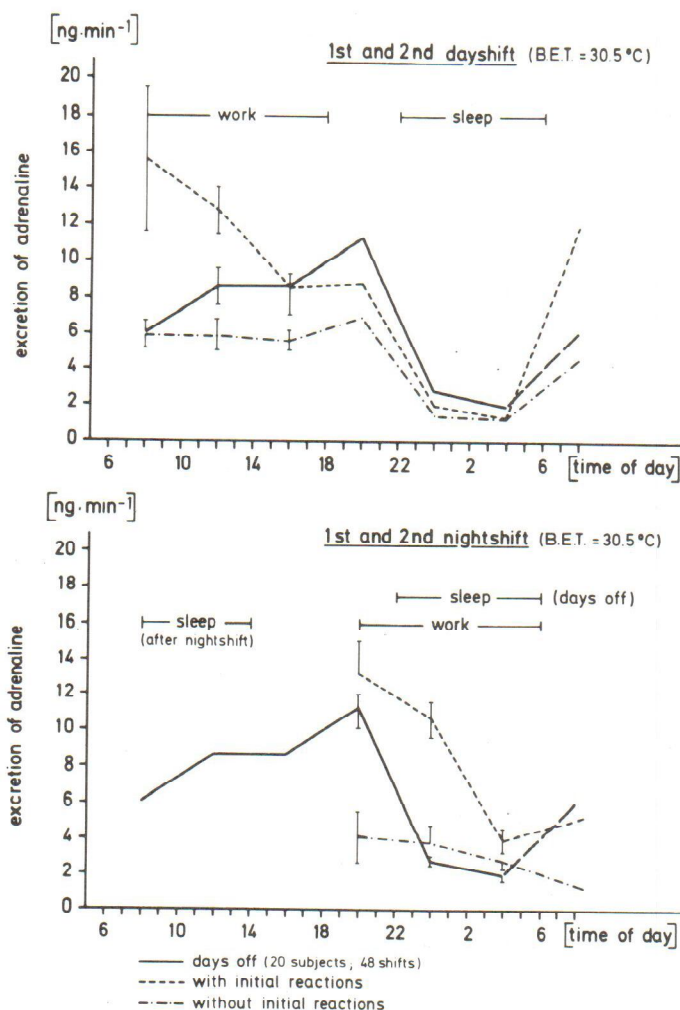 [ng·min⁻¹]
1st and 2nd dayshift (B.E.T. = 30.5 °C)
20
18
16
14
12
10
8
6
4
2
0
excretion of adrenaline
work
sleep
6 10 14 18 22 2 6 [time of day]
[ng·min⁻¹]
1st and 2nd nightshift (B.E.T. = 30.5°C)
20
18
16
14
12
10
8
6
4
2
0
excretion of adrenaline
sleep (days off)
sleep
(after nightshift)
work
6 10 14 18 22 2 6 [time of day]
days off (20 subjects ; 48 shifts)
with initial reactions
without initial reactions